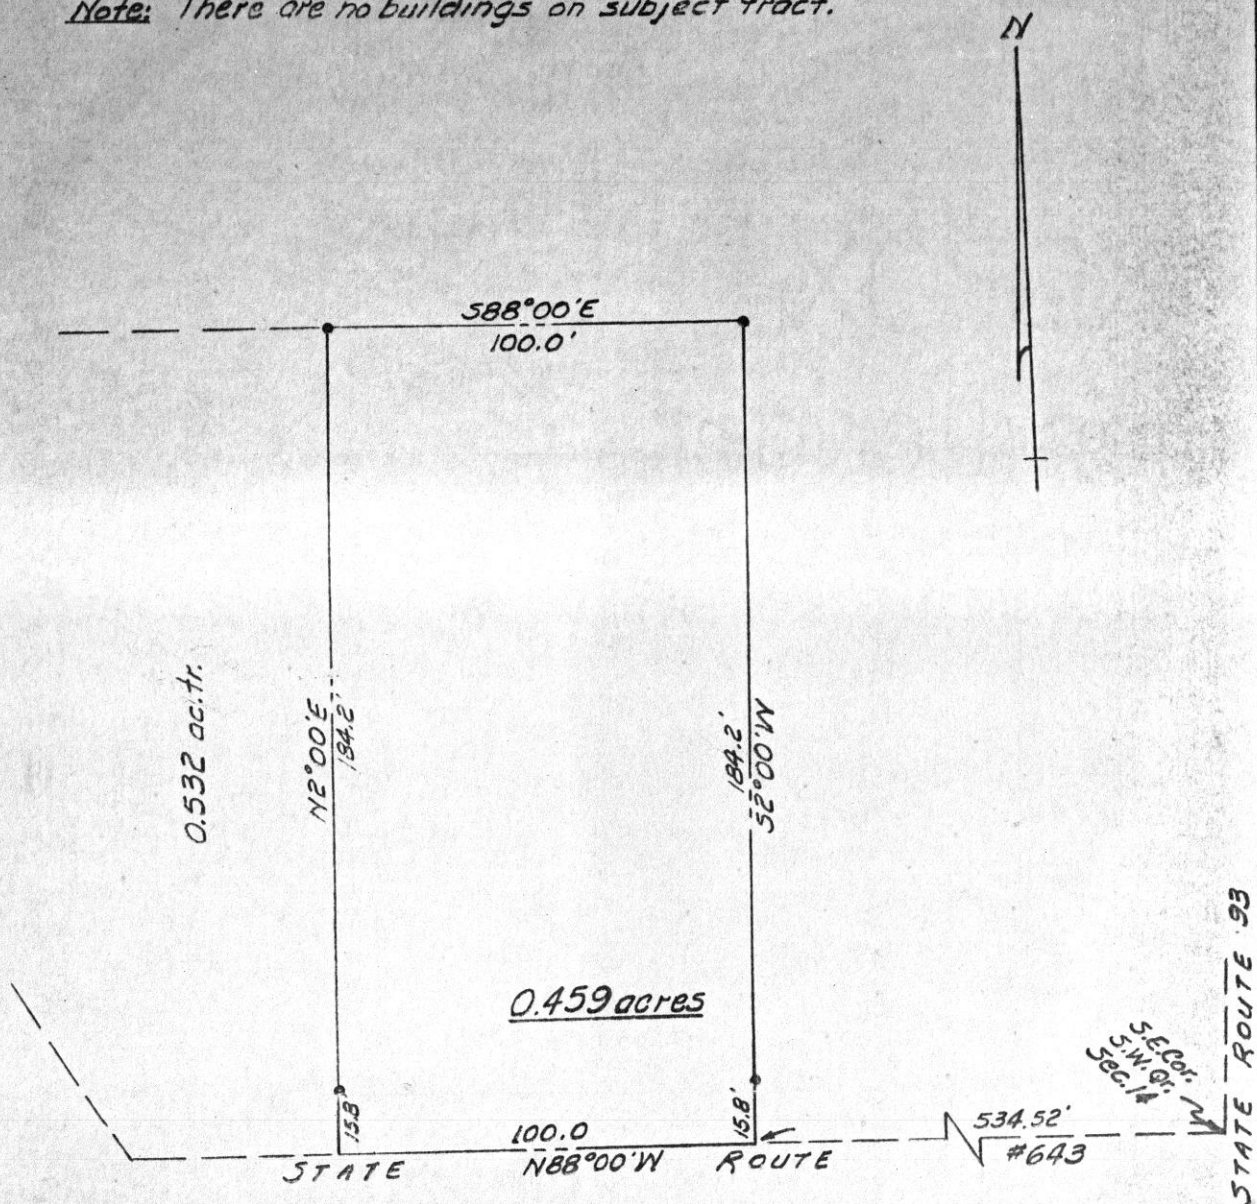 Note: There are no buildings on subject tract.
N
S88°00'E
100.0'
0.532 ac. tr.
N2°00'E
184.2'
184.2'
S2°00'W
0.459 acres
15.8'
15.8'
100.0
N88°00'W
STATE ROUTE
534.52'
#643
S.E. Cor.
S.W. Qr.
Sec. 14
STATE ROUTE 93